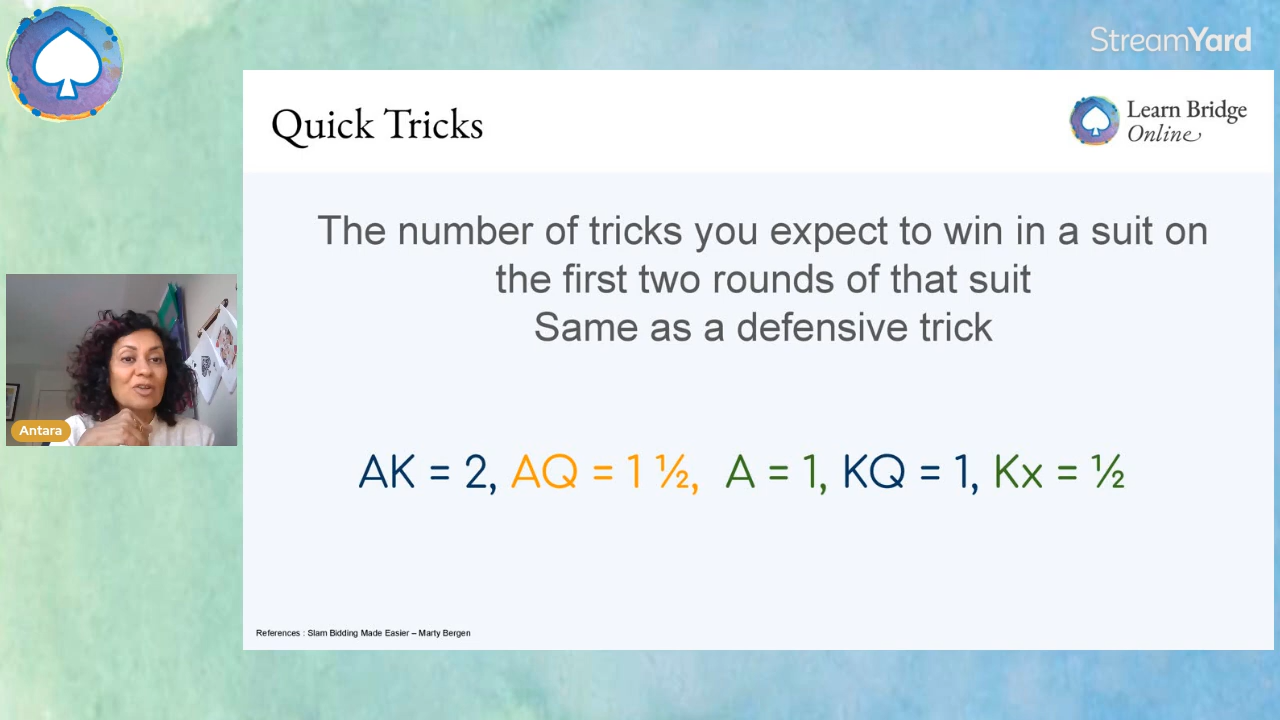 StreamYard
Quick Tricks
Learn Bridge
Online
The number of tricks you expect to win in a suit on
the first two rounds of that suit
Same as a defensive trick
Antara
AK = 2, AQ = 1 ½, A = 1, KQ = 1, Kx = ½
References : Slam Bidding Made Easier – Marty Bergen